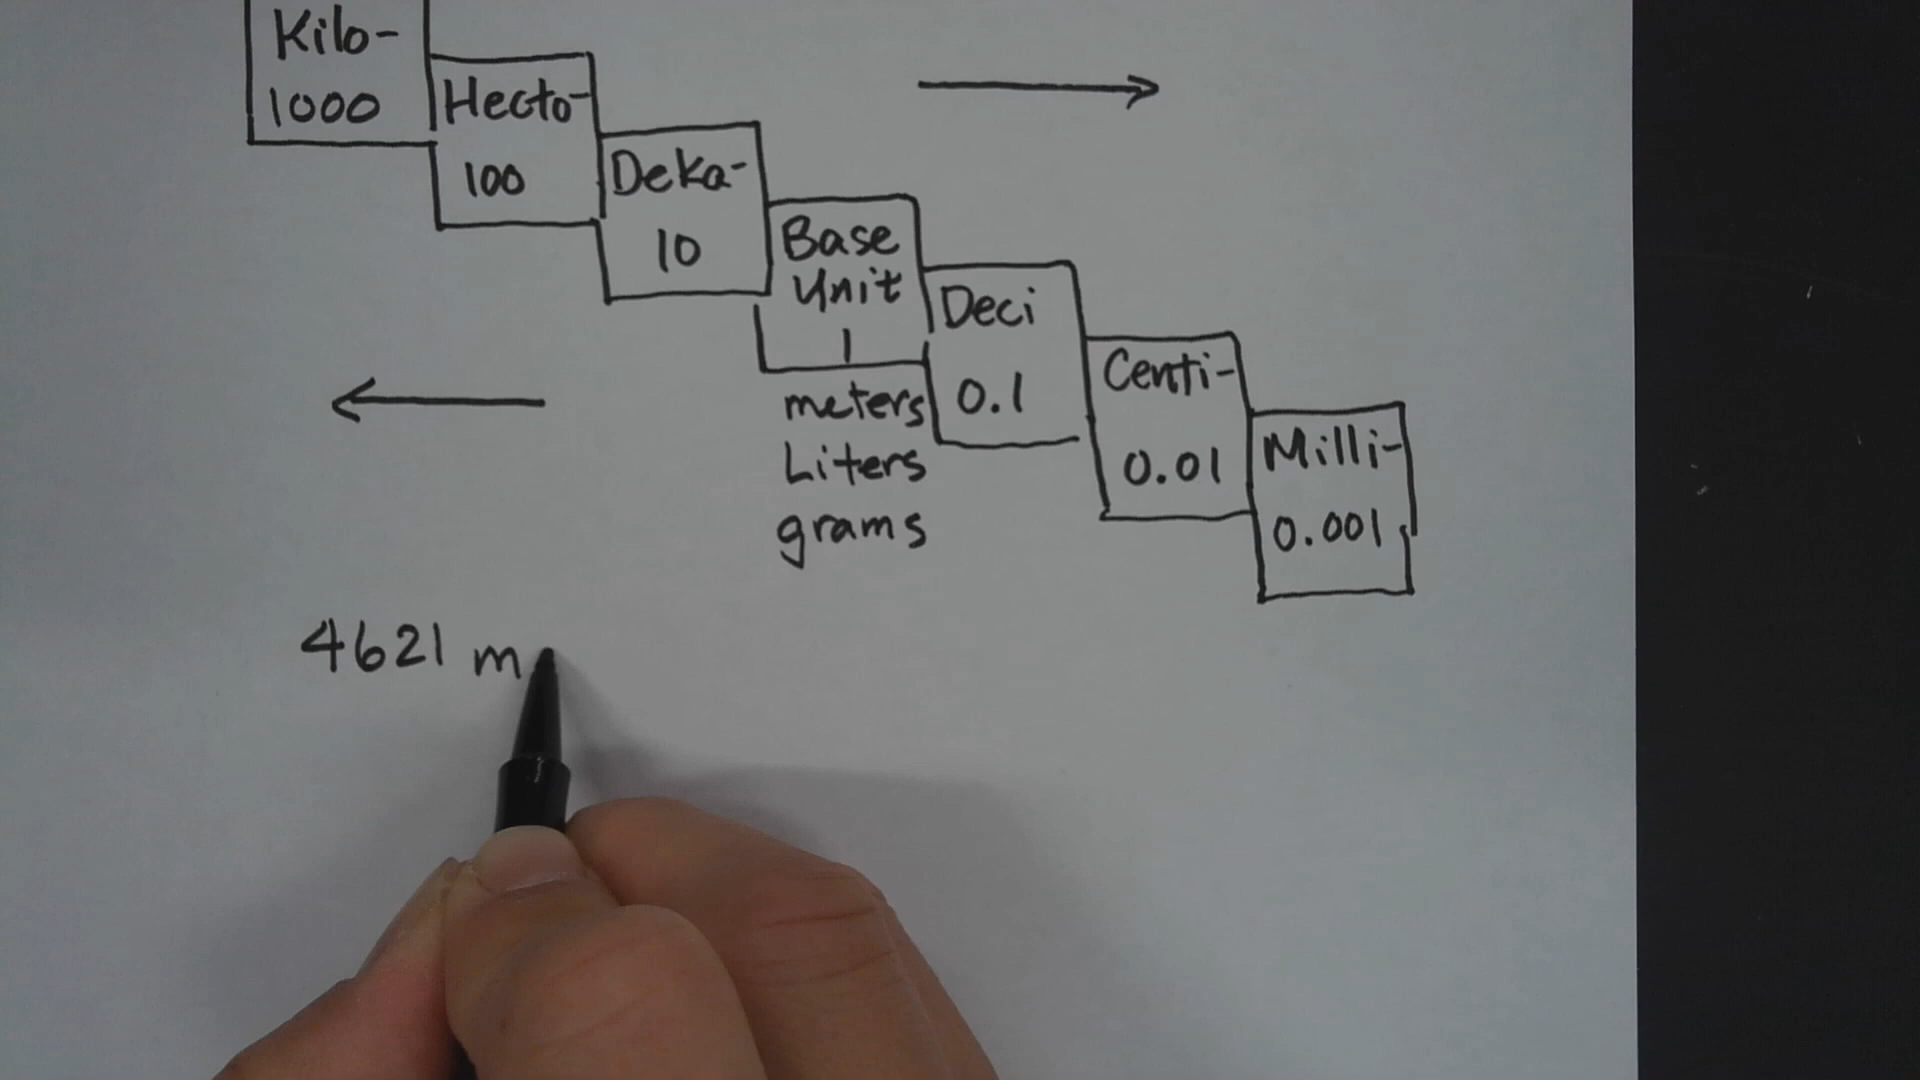 Kilo-
1000
Hecto-
100
Deka-
10
Base
Unit
1
meters
Liters
grams
Deci
0.1
Centi-
0.01
Milli-
0.001
4621 m